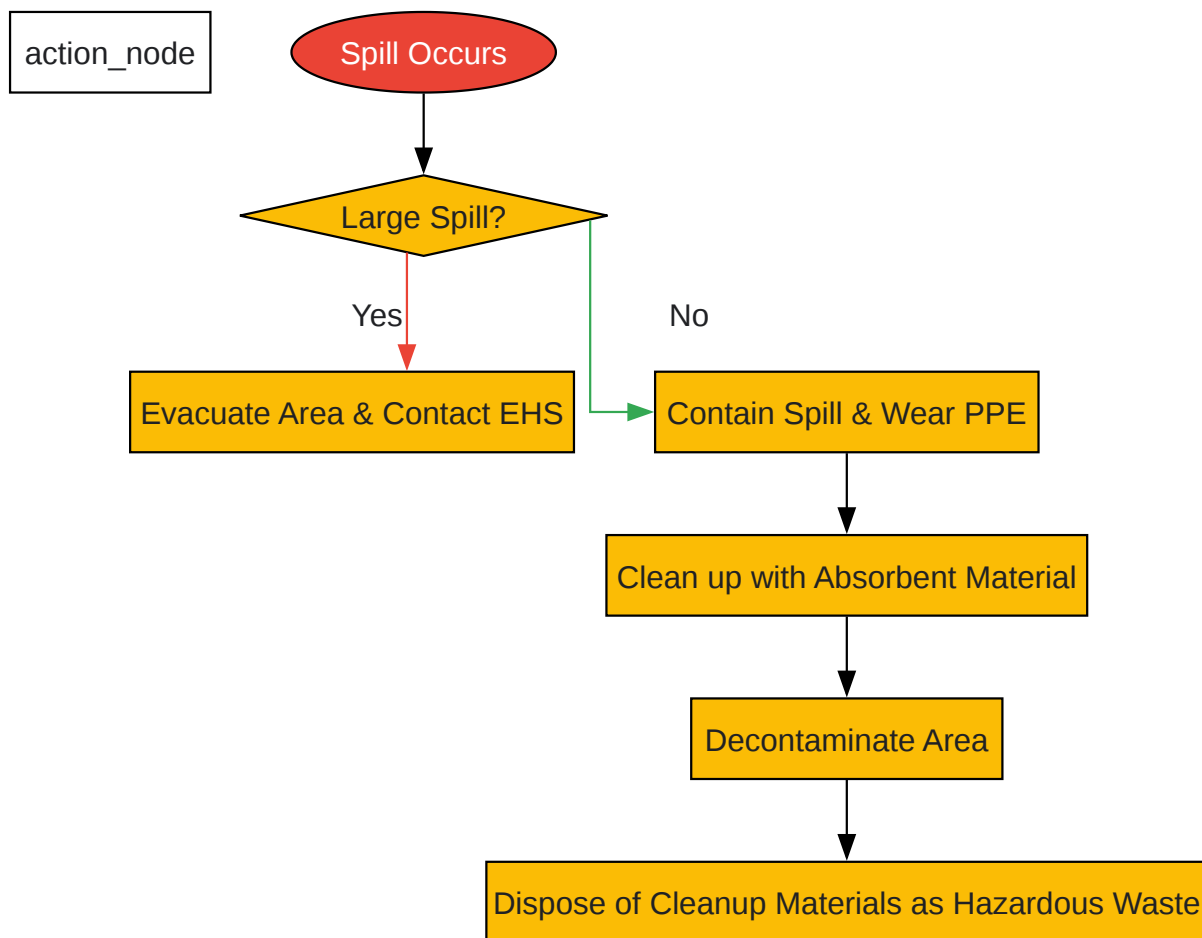 action_node
Spill Occurs
Large Spill?
Yes
No
Evacuate Area & Contact EHS
Contain Spill & Wear PPE
Clean up with Absorbent Material
Decontaminate Area
Dispose of Cleanup Materials as Hazardous Waste